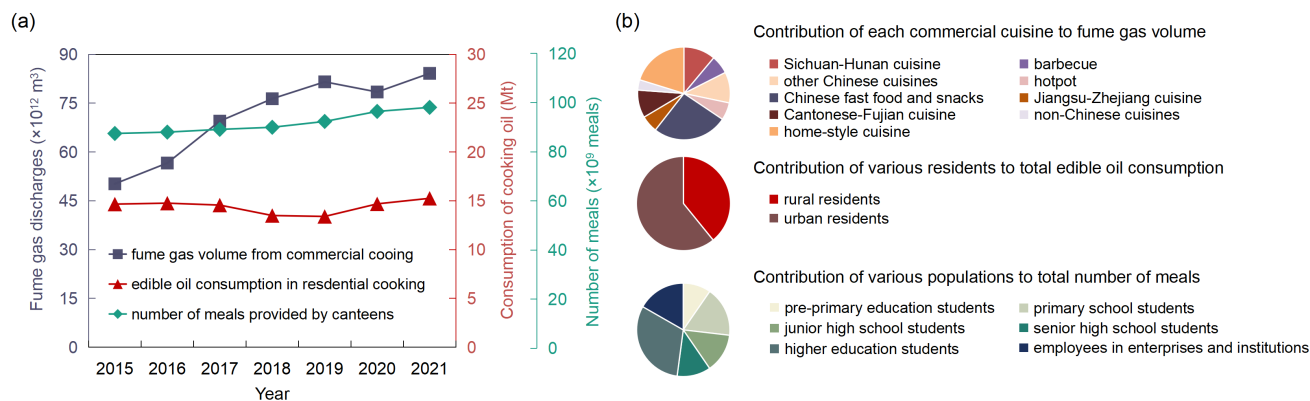 (a)
Fume gas discharges (×10¹² m³)
90
75
60
45
30
15
0
fume gas volume from commercial cooing
edible oil consumption in resdential cooking
number of meals provided by canteens
2015 2016 2017 2018 2019 2020 2021
Year
Consumption of cooking oil (Mt)
30
25
20
15
10
5
0
Number of meals (×10⁹ meals)
120
100
80
60
40
20
0
(b)
Contribution of each commercial cuisine to fume gas volume
Sichuan-Hunan cuisine barbecue
other Chinese cuisines hotpot
Chinese fast food and snacks Jiangsu-Zhejiang cuisine
Cantonese-Fujian cuisine non-Chinese cuisines
home-style cuisine
Contribution of various residents to total edible oil consumption
rural residents
urban residents
Contribution of various populations to total number of meals
pre-primary education students primary school students
junior high school students senior high school students
higher education students employees in enterprises and institutions